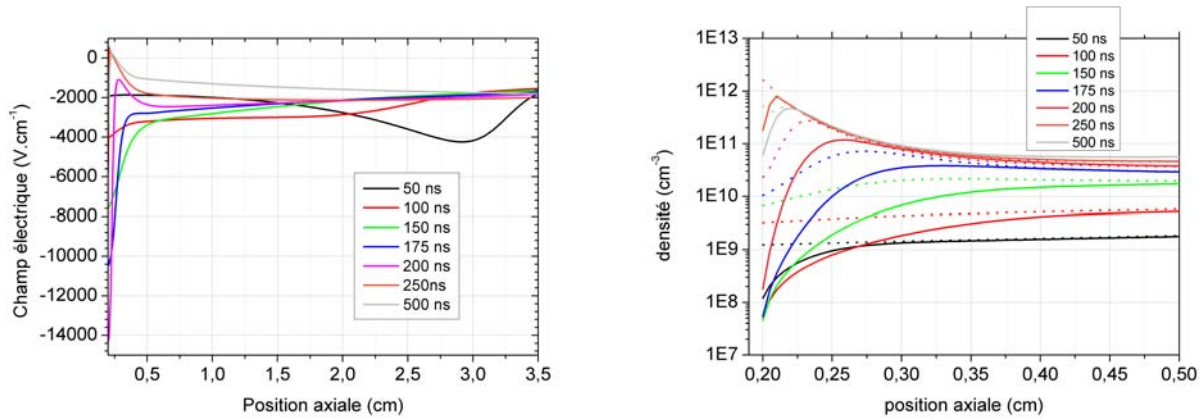 0
-2000
-4000
-6000
-8000
-10000
-12000
-14000
Champ électrique (V.cm⁻¹)
50 ns
100 ns
150 ns
175 ns
200 ns
250ns
500 ns
0,5 1,0 1,5 2,0 2,5 3,0 3,5
Position axiale (cm)
1E13
1E12
1E11
1E10
1E9
1E8
1E7
densité (cm⁻³)
50 ns
100 ns
150 ns
175 ns
200 ns
250 ns
500 ns
0,20 0,25 0,30 0,35 0,40 0,45 0,50
position axiale (cm)